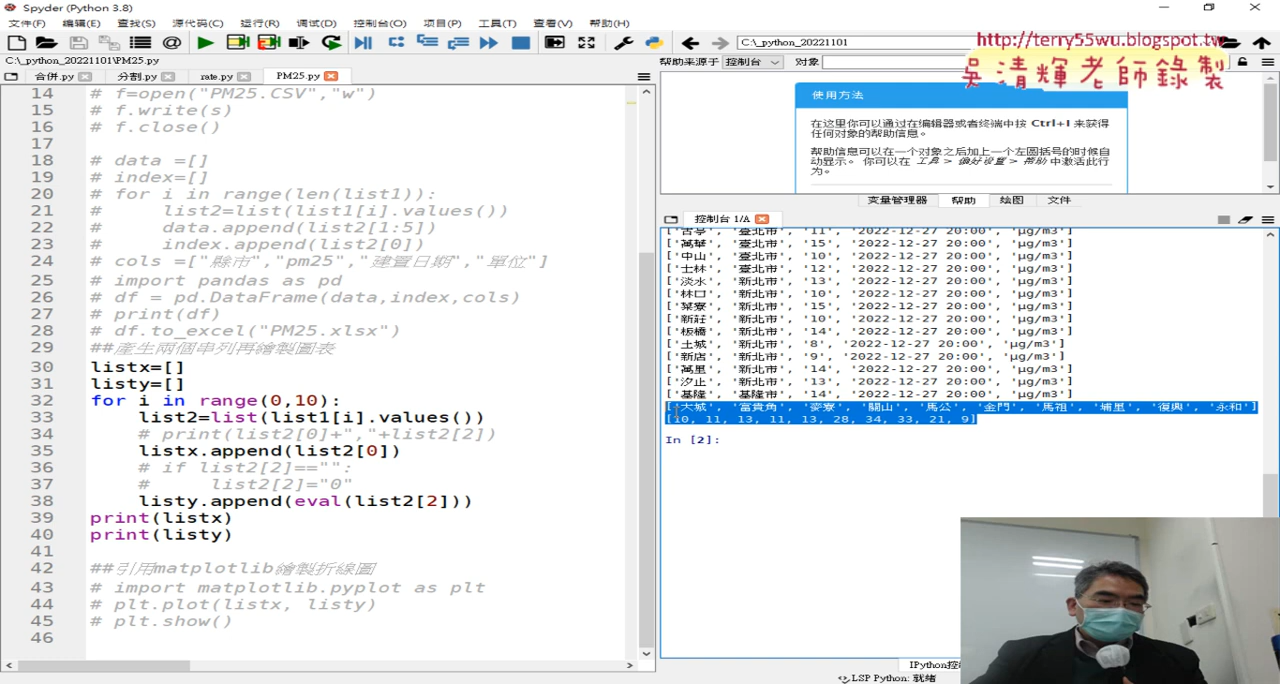 Spyder (Python 3.8)
文件(F) 编辑(E) 查找(S) 源代码(C) 运行(R) 调试(D) 控制台(O) 项目(P) 工具(T) 查看(V) 帮助(H)
C:\_python_20221101
http://terry55wu.blogspot.tw
吳清輝老師錄製
C:\_python_20221101\PM25.py
合併.py 分割.py rate.py PM25.py
帮助来源于 控制台 对象
14 # f=open("PM25.CSV","w")
15 # f.write(s)
16 # f.close()
17
18 # data =[]
19 # index=[]
20 # for i in range(len(list1)):
21 # list2=list(list1[i].values())
22 # data.append(list2[1:5])
23 # index.append(list2[0])
24 # cols =["縣市","pm25","建置日期","單位"]
25 # import pandas as pd
26 # df = pd.DataFrame(data,index,cols)
27 # print(df)
28 # df.to_excel("PM25.xlsx")
29 ##產生兩個串列再繪製圖表
30 listx=[]
31 listy=[]
32 for i in range(0,10):
33 list2=list(list1[i].values())
34 # print(list2[0]+","+list2[2])
35 listx.append(list2[0])
36 # if list2[2]=="":
37 # list2[2]="0"
38 listy.append(eval(list2[2]))
39 print(listx)
40 print(listy)
41
42 ##引用matplotlib繪製折線圖
43 # import matplotlib.pyplot as plt
44 # plt.plot(listx, listy)
45 # plt.show()
46
使用方法
在这里你可以通过在编辑器或者终端中按 Ctrl+I 来获得
任何对象的帮助信息。
帮助信息可以在一个对象之后加上一个左圆括号的时候自
动显示。 你可以在 工具 > 偏好设置 > 帮助 中激活此行
为。
变量管理器 帮助 绘图 文件
控制台 1/A
['古亭', '臺北市', '11', '2022-12-27 20:00', 'μg/m3']
['萬華', '臺北市', '15', '2022-12-27 20:00', 'μg/m3']
['中山', '臺北市', '10', '2022-12-27 20:00', 'μg/m3']
['士林', '臺北市', '12', '2022-12-27 20:00', 'μg/m3']
['淡水', '新北市', '13', '2022-12-27 20:00', 'μg/m3']
['林口', '新北市', '10', '2022-12-27 20:00', 'μg/m3']
['菜寮', '新北市', '15', '2022-12-27 20:00', 'μg/m3']
['新莊', '新北市', '10', '2022-12-27 20:00', 'μg/m3']
['板橋', '新北市', '14', '2022-12-27 20:00', 'μg/m3']
['土城', '新北市', '8', '2022-12-27 20:00', 'μg/m3']
['新店', '新北市', '9', '2022-12-27 20:00', 'μg/m3']
['萬里', '新北市', '14', '2022-12-27 20:00', 'μg/m3']
['汐止', '新北市', '13', '2022-12-27 20:00', 'μg/m3']
['基隆', '基隆市', '14', '2022-12-27 20:00', 'μg/m3']
['大城', '富貴角', '麥寮', '關山', '馬公', '金門', '馬祖', '埔里', '復興', '永和']
[10, 11, 13, 11, 13, 28, 34, 33, 21, 9]
In [2]:
LSP Python: 就绪